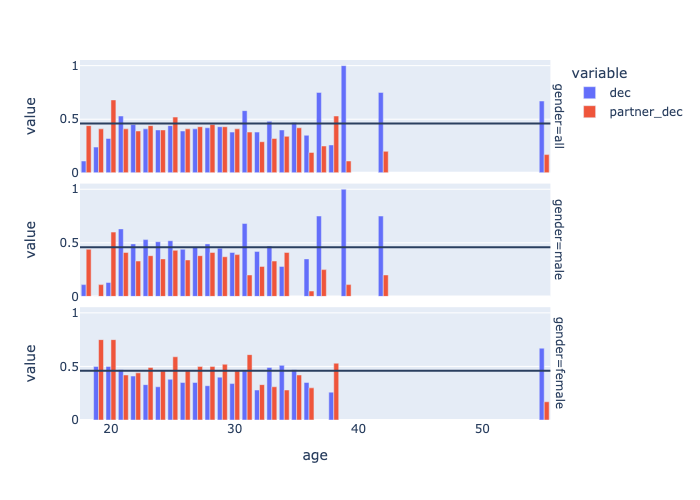 variable
dec
partner_dec
1
0.5
0
value
gender=all
1
0.5
0
value
gender=male
1
0.5
0
value
gender=female
20
30
40
50
age